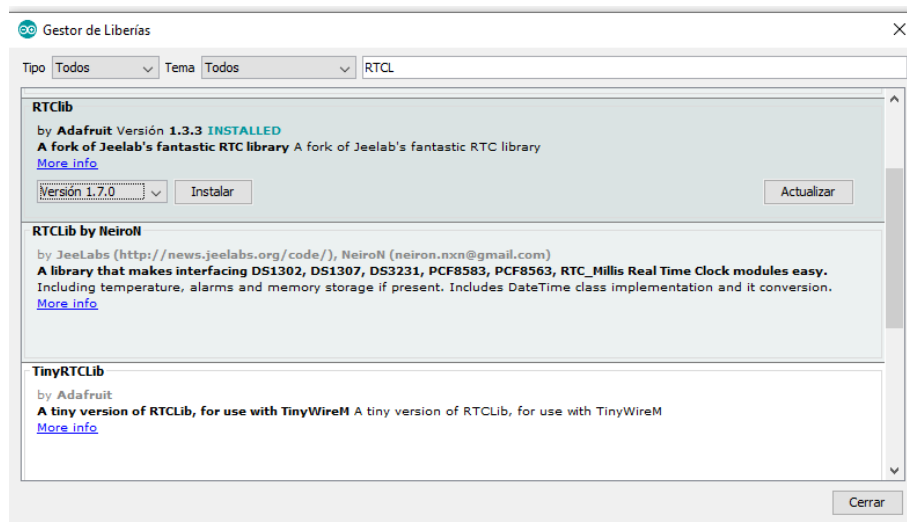 Gestor de Liberías
Tipo Todos Tema Todos RTCL
RTClib
by Adafruit Versión 1.3.3 INSTALLED
A fork of Jeelab's fantastic RTC library A fork of Jeelab's fantastic RTC library
More info
Versión 1.7.0 Instalar Actualizar
RTCLib by NeiroN
by JeeLabs (http://news.jeelabs.org/code/), NeiroN (neiron.nxn@gmail.com)
A library that makes interfacing DS1302, DS1307, DS3231, PCF8583, PCF8563, RTC_Millis Real Time Clock modules easy.
Including temperature, alarms and memory storage if present. Includes DateTime class implementation and it conversion.
More info
TinyRTCLib
by Adafruit
A tiny version of RTCLib, for use with TinyWireM A tiny version of RTCLib, for use with TinyWireM
More info
Cerrar